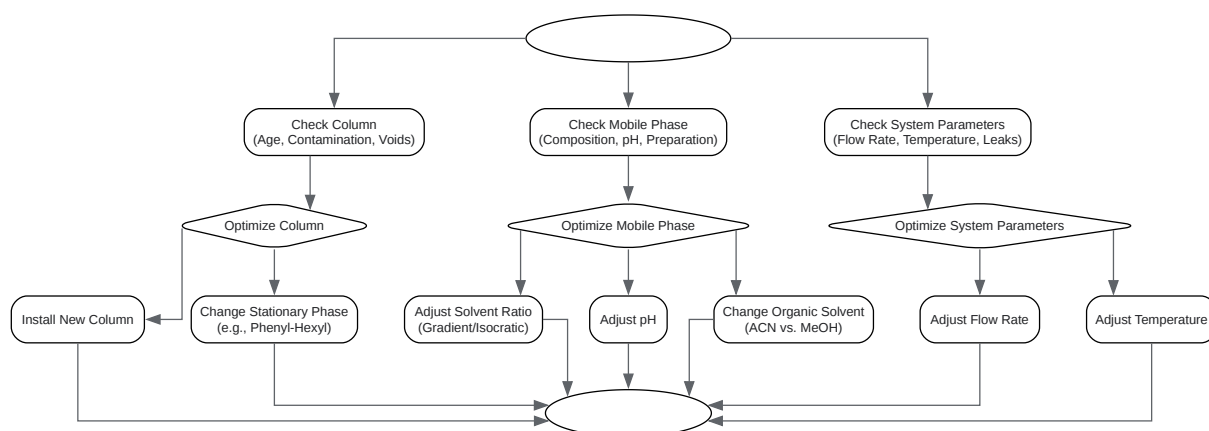 Check Column
(Age, Contamination, Voids)
Check Mobile Phase
(Composition, pH, Preparation)
Check System Parameters
(Flow Rate, Temperature, Leaks)
Optimize Column
Optimize Mobile Phase
Optimize System Parameters
Install New Column
Change Stationary Phase
(e.g., Phenyl-Hexyl)
Adjust Solvent Ratio
(Gradient/Isocratic)
Adjust pH
Change Organic Solvent
(ACN vs. MeOH)
Adjust Flow Rate
Adjust Temperature